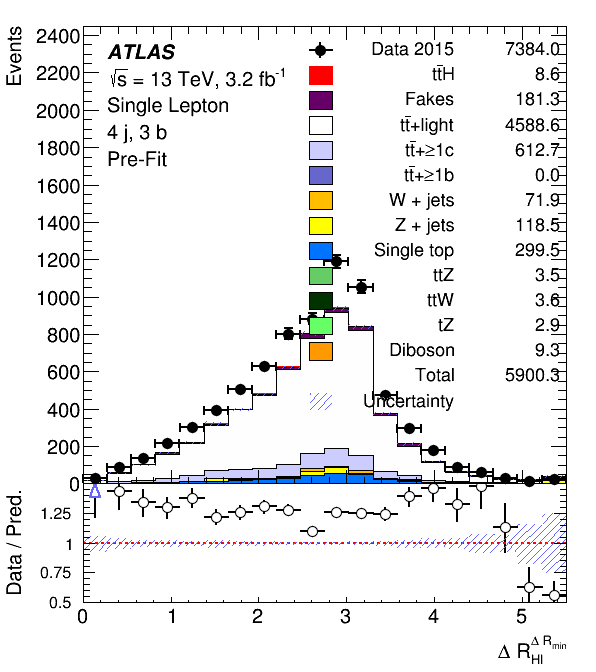 Events
2400
2200
2000
1800
1600
1400
1200
1000
800
600
400
200
0
ATLAS
√s = 13 TeV, 3.2 fb⁻¹
Single Lepton
4 j, 3 b
Pre-Fit
Data 2015 7384.0
tt̄H 8.6
Fakes 181.3
tt̄+light 4588.6
tt̄+≥1c 612.7
tt̄+≥1b 0.0
W + jets 71.9
Z + jets 118.5
Single top 299.5
ttZ 3.5
ttW 3.6
tZ 2.9
Diboson 9.3
Total 5900.3
Uncertainty
Data / Pred.
1.25
1
0.75
0.5
0 1 2 3 4 5
Δ R_HI^Δ R_min